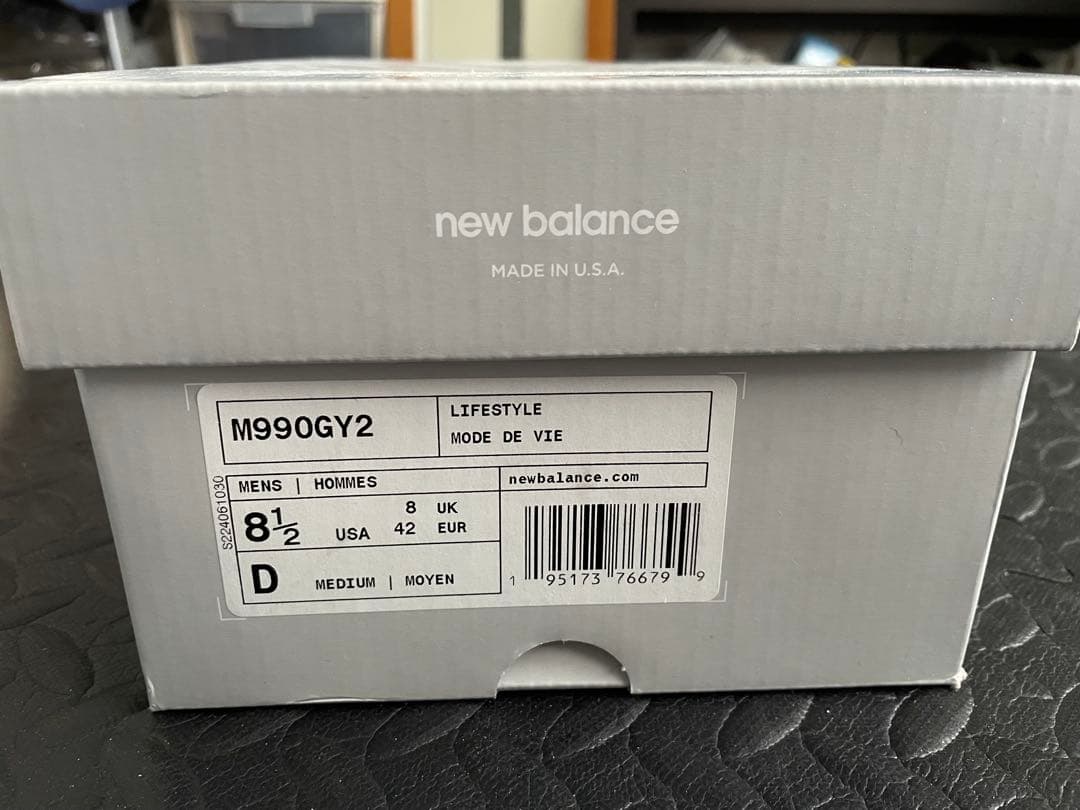 new balance
MADE IN U.S.A.
M990GY2
LIFESTYLE
MODE DE VIE
MENS | HOMMES
newbalance.com
8½ USA 8 UK
42 EUR
D MEDIUM | MOYEN
S224061030
1 95173 76679 9